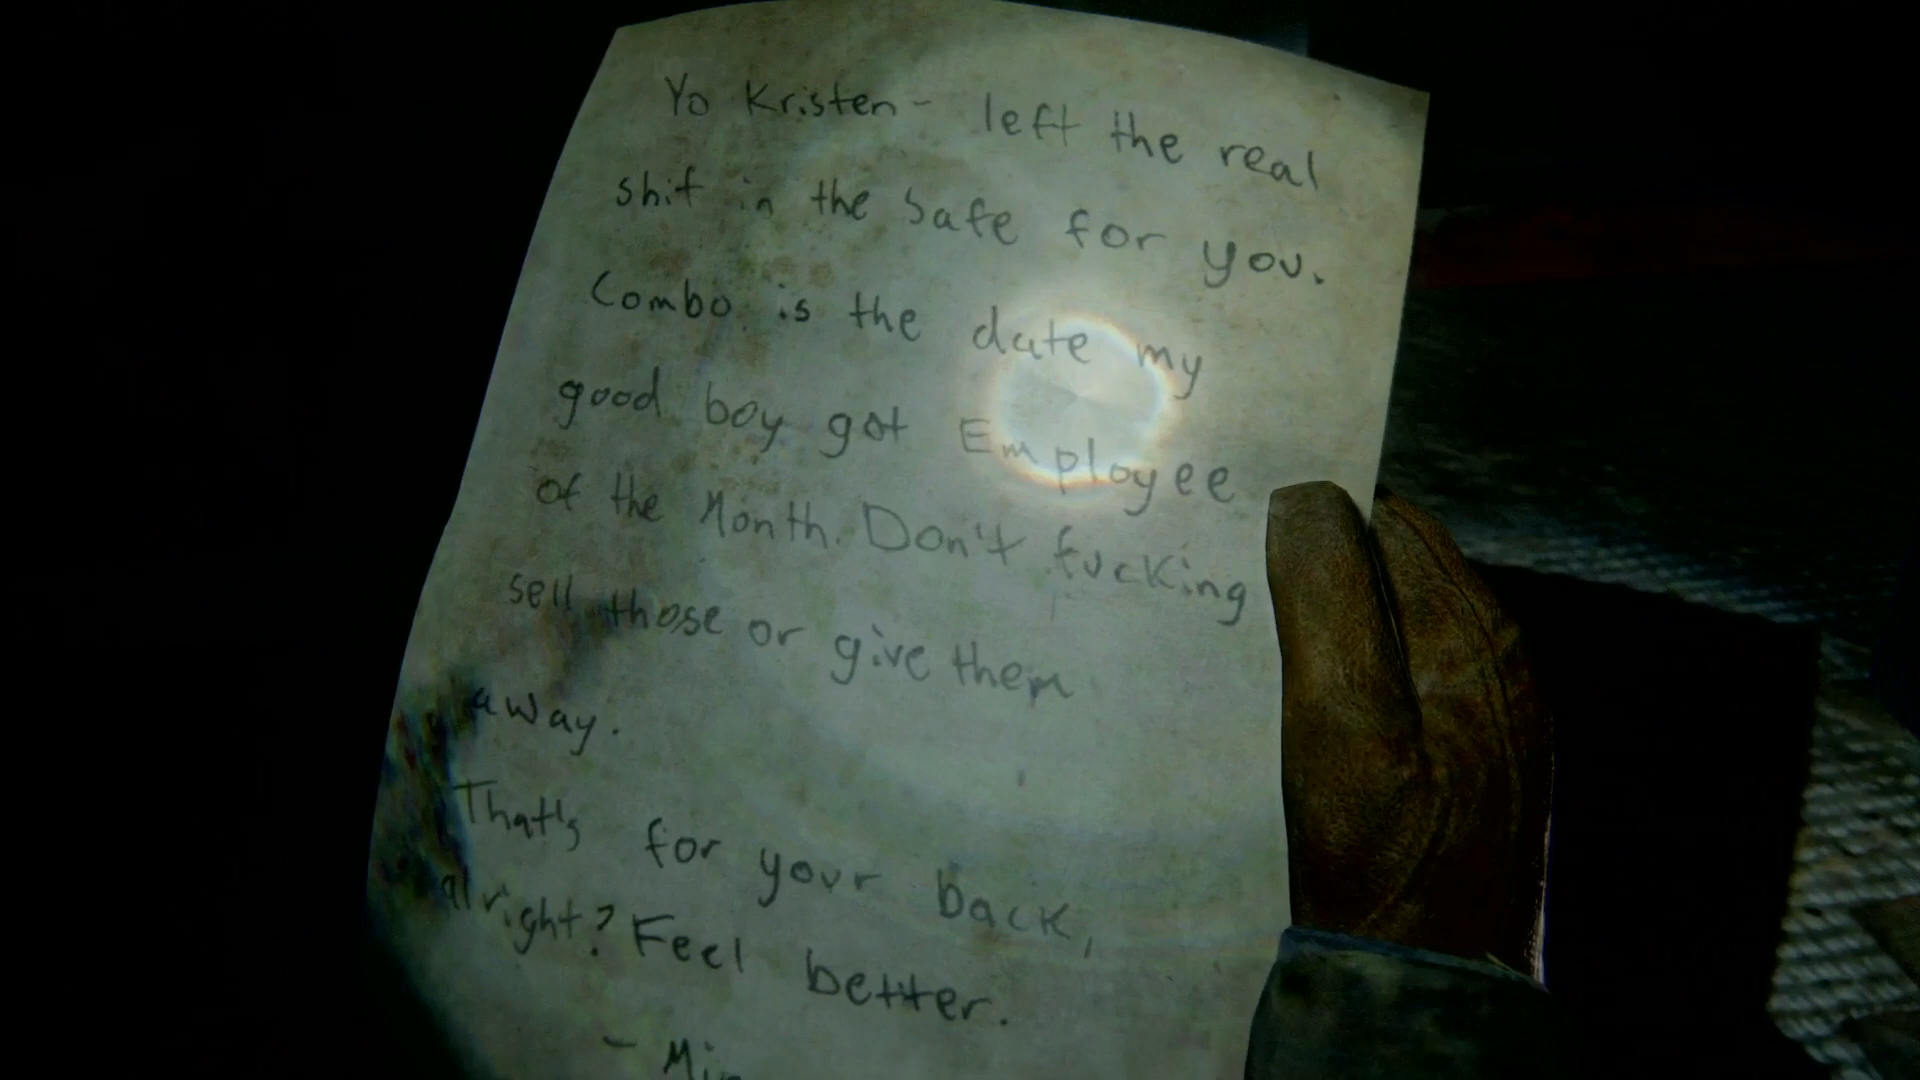 Yo Kristen- left the real
shit in the safe for you.
Combo is the date my
good boy got Employee
of the Month. Don't fucking
sell those or give them
away.
That's for your back,
alright? Feel better.